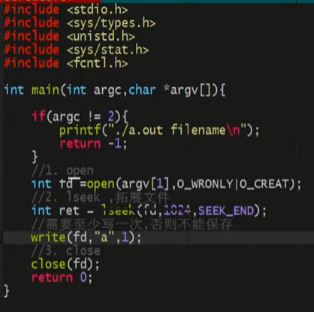 #include <stdio.h>
#include <sys/types.h>
#include <unistd.h>
#include <sys/stat.h>
#include <fcntl.h>
int main(int argc,char *argv[]){
if(argc != 2){
printf("./a.out filename\n");
return -1;
}
//1. open
int fd =open(argv[1],O_WRONLY|O_CREAT);
//2. lseek ,拓展文件
int ret = lseek(fd,1024,SEEK_END);
//需要至少写一次,否则不能保存
write(fd,"a",1);
//3. close
close(fd);
return 0;
}